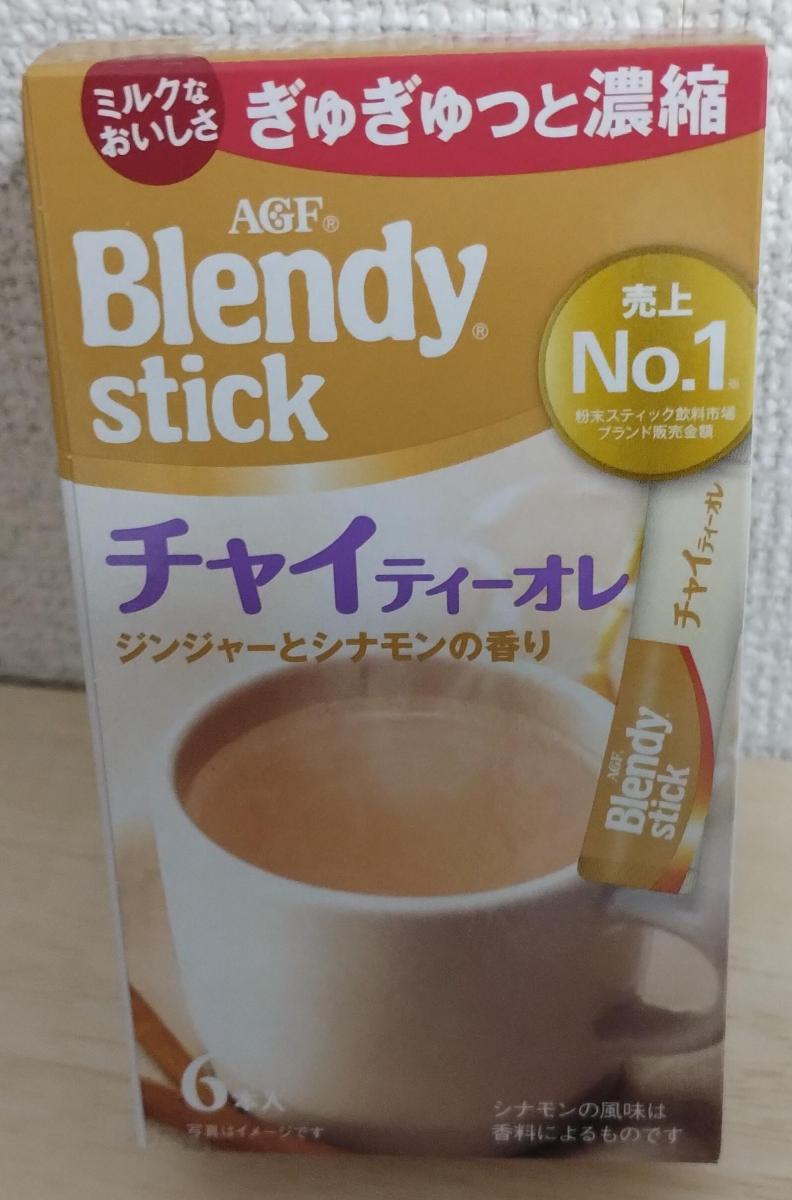 ミルクな
おいしさ
ぎゅぎゅっと濃縮
AGF®
Blendy®
stick
売上
No.1※
粉末スティック飲料市場
ブランド販売金額
チャイティーオレ
ジンジャーとシナモンの香り
チャイティーオレ
AGF®
Blendy®
stick
6本入
写真はイメージです
シナモンの風味は
香料によるものです